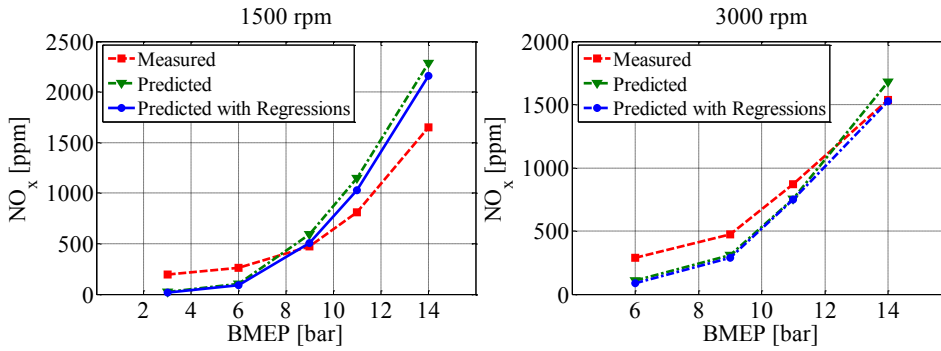 1500 rpm
NOx [ppm]
2500
2000
1500
1000
500
0
Measured
Predicted
Predicted with Regressions
2 4 6 8 10 12 14
BMEP [bar]
3000 rpm
NOx [ppm]
2000
1500
1000
500
0
Measured
Predicted
Predicted with Regressions
6 8 10 12 14
BMEP [bar]